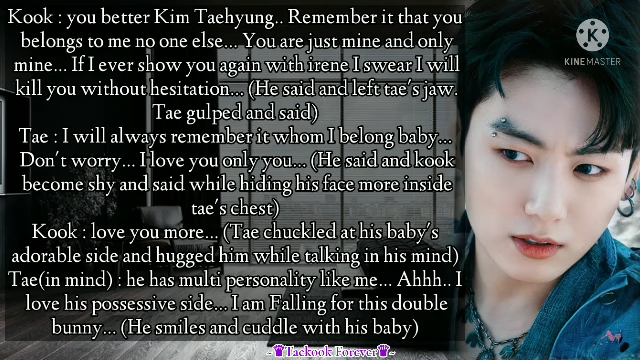 Kook : you better Kim Taehyung.. Remember it that you
belongs to me no one else... You are just mine and only
mine... If I ever show you again with irene I swear I will
kill you without hesitation... (He said and left tae's jaw.
Tae gulped and said)
Tae : I will always remember it whom I belong baby...
Don't worry... I love you only you... (He said and kook
become shy and said while hiding his face more inside
tae's chest)
Kook : love you more... (Tae chuckled at his baby's
adorable side and hugged him while talking in his mind)
Tae(in mind) : he has multi personality like me... Ahhh.. I
love his possessive side... I am Falling for this double
bunny... (He smiles and cuddle with his baby)
~♛Taekook Forever♛~
KINEMASTER